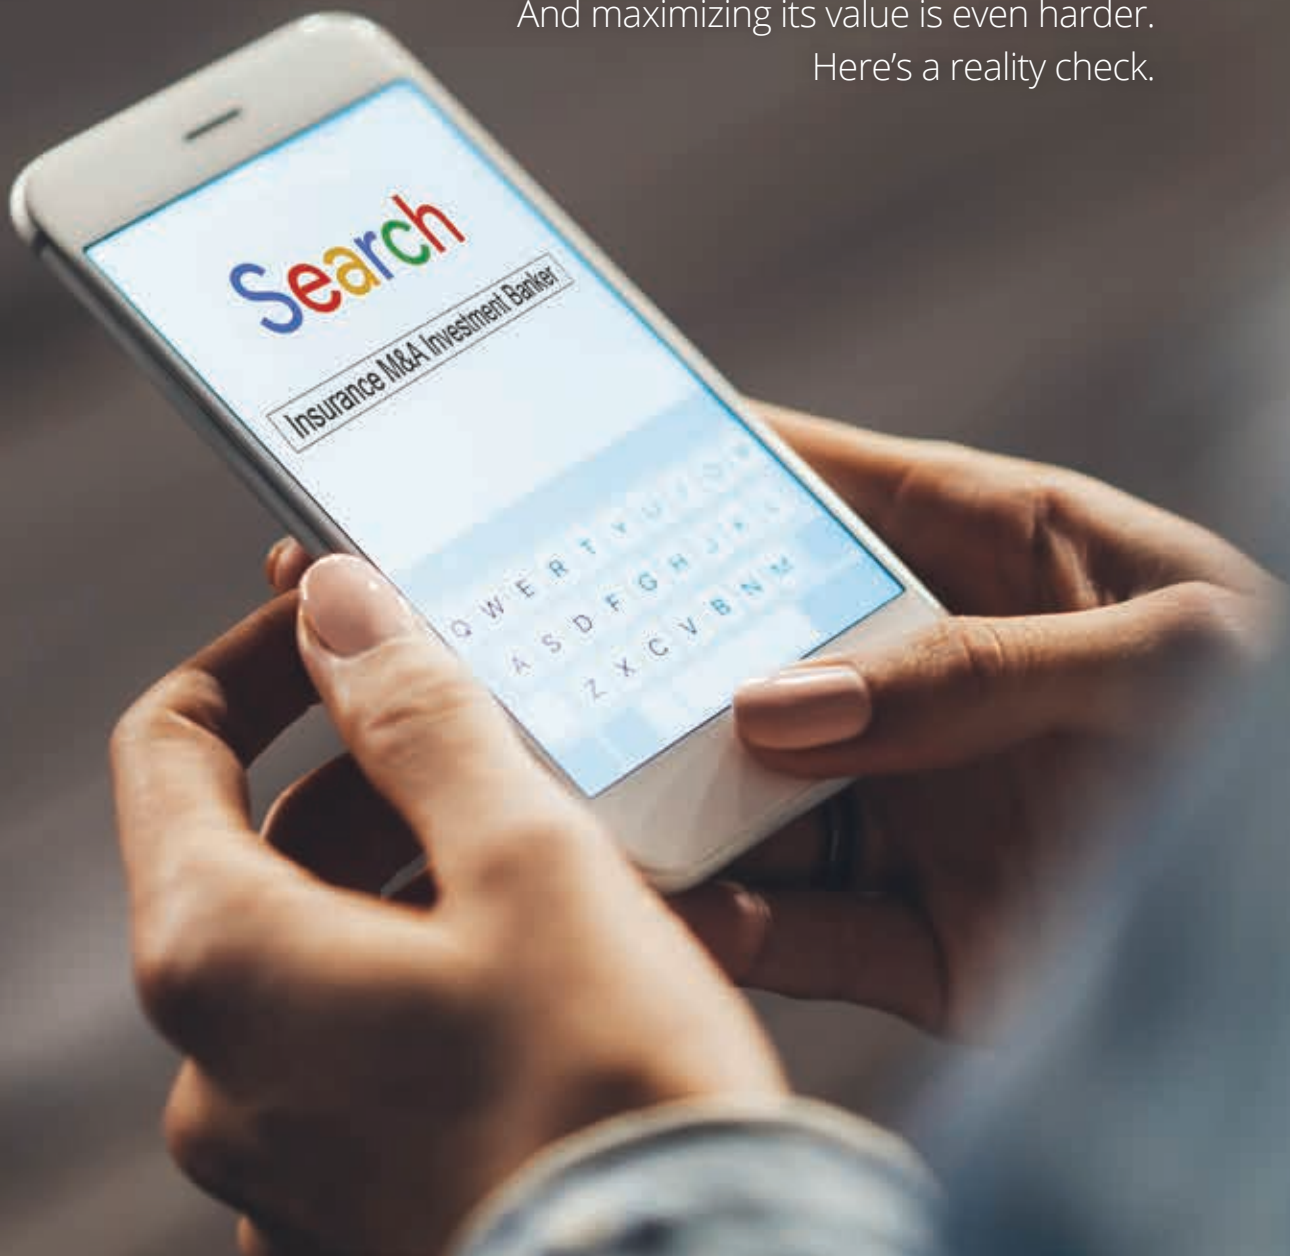 And maximizing its value is even harder.
Here's a reality check.
Search
Insurance M&A Investment Banker
Q W E R T Y U I O P
A S D F G H J K L
Z X C V B N M